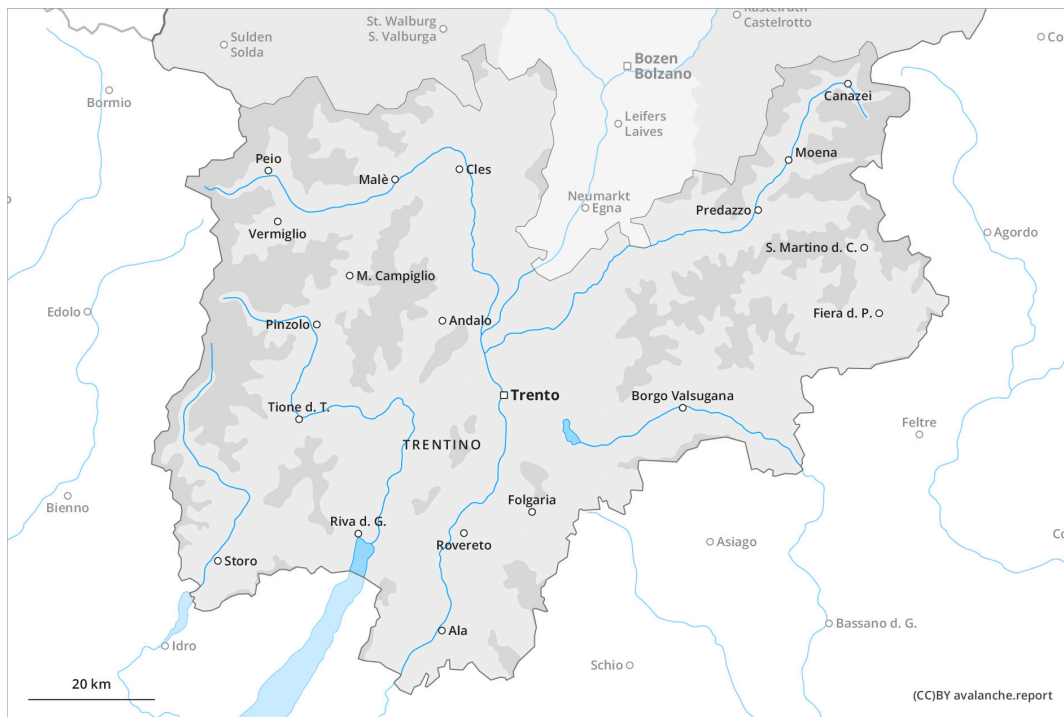 Kastelruth
Castelrotto
St. Walburg
S. Valburga
Sulden
Solda
Bozen
Bolzano
Bormio
Canazei
Leifers
Laives
Moena
Peio
Malè
Cles
Neumarkt
Egna
Predazzo
Vermiglio
Agordo
S. Martino d. C.
M. Campiglio
Edolo
Pinzolo
Andalo
Fiera d. P.
Trento
Borgo Valsugana
Tione d. T.
Feltre
TRENTINO
Bienno
Folgaria
Riva d. G.
Rovereto
Asiago
Storo
Ala
Bassano d. G.
Idro
Schio
20 km
(CC)BY avalanche.report